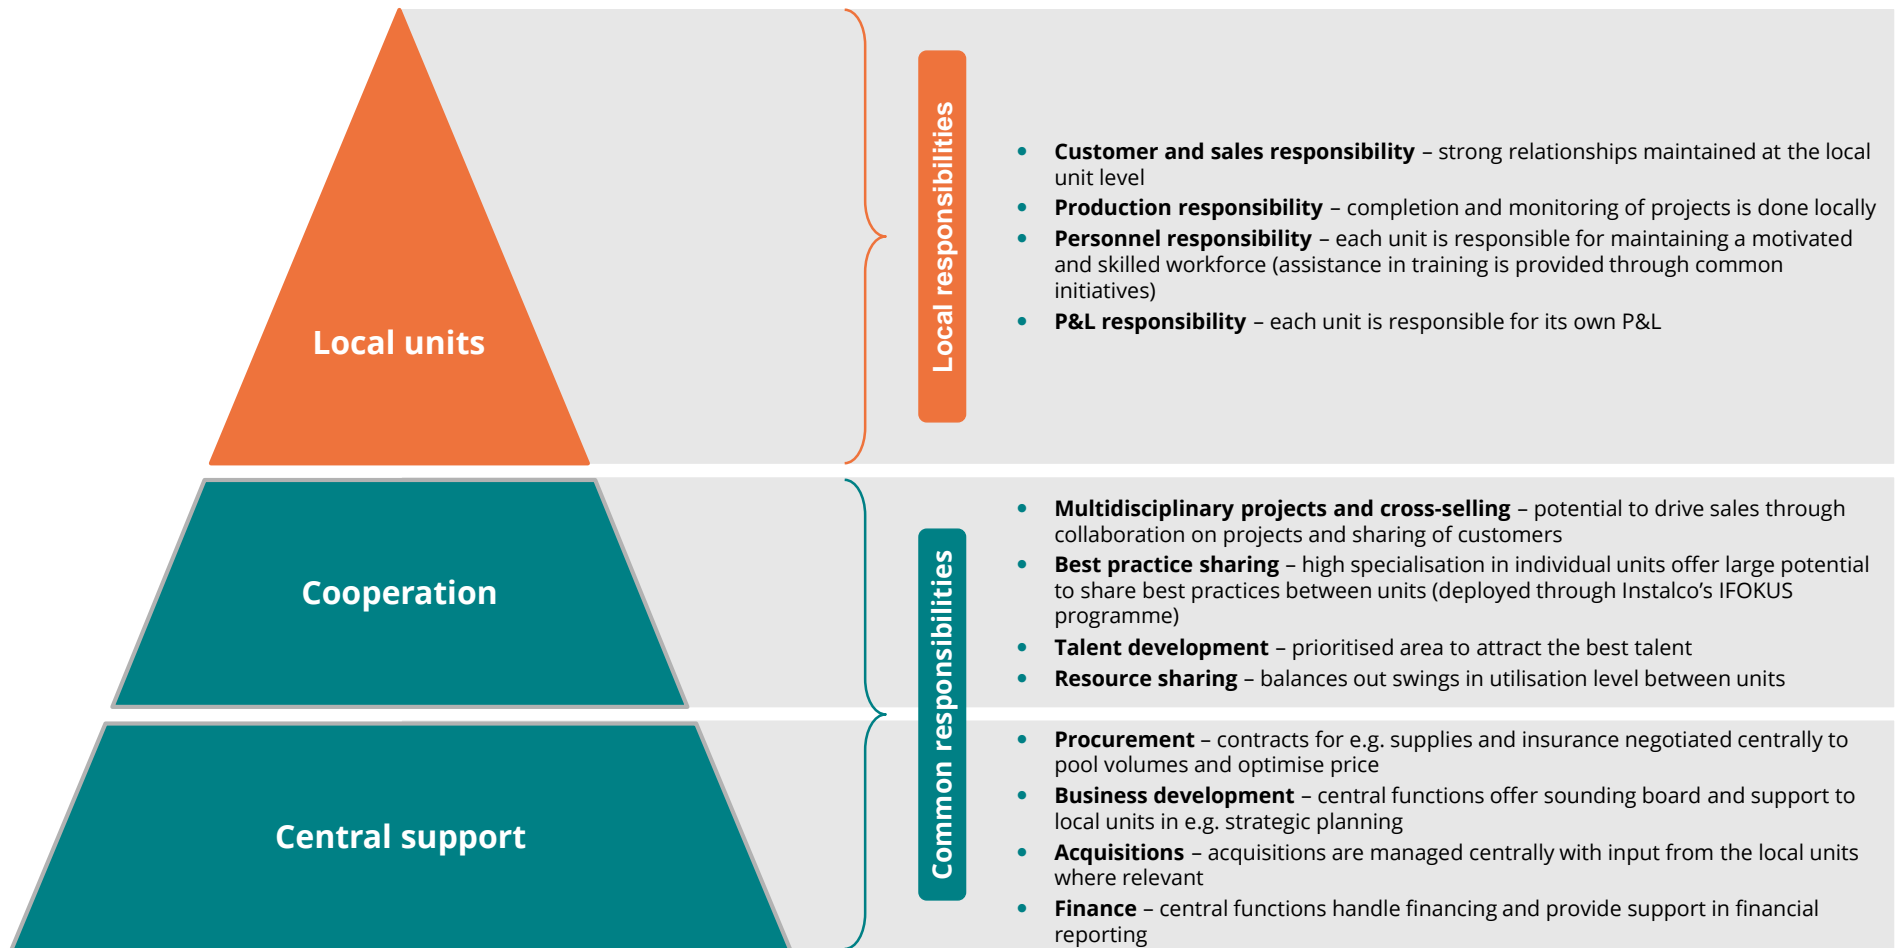 Local units
Local responsibilities
• Customer and sales responsibility – strong relationships maintained at the local
unit level
• Production responsibility – completion and monitoring of projects is done locally
• Personnel responsibility – each unit is responsible for maintaining a motivated
and skilled workforce (assistance in training is provided through common
initiatives)
• P&L responsibility – each unit is responsible for its own P&L
Cooperation
Common responsibilities
• Multidisciplinary projects and cross-selling – potential to drive sales through
collaboration on projects and sharing of customers
• Best practice sharing – high specialisation in individual units offer large potential
to share best practices between units (deployed through Instalco’s IFOKUS
programme)
• Talent development – prioritised area to attract the best talent
• Resource sharing – balances out swings in utilisation level between units
Central support
• Procurement – contracts for e.g. supplies and insurance negotiated centrally to
pool volumes and optimise price
• Business development – central functions offer sounding board and support to
local units in e.g. strategic planning
• Acquisitions – acquisitions are managed centrally with input from the local units
where relevant
• Finance – central functions handle financing and provide support in financial
reporting